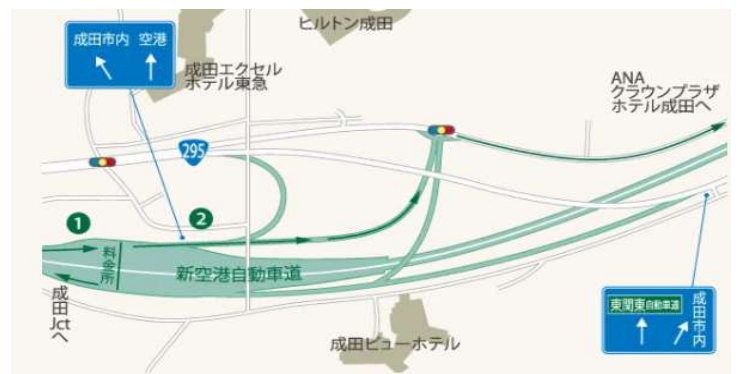 ヒルトン成田
成田市内 空港
成田エクセル
ホテル東急
ANA
クラウンプラザ
ホテル成田へ
295
1
2
料金所
新空港自動車道
成田Jctへ
成田ビューホテル
東関東自動車道
成田市内